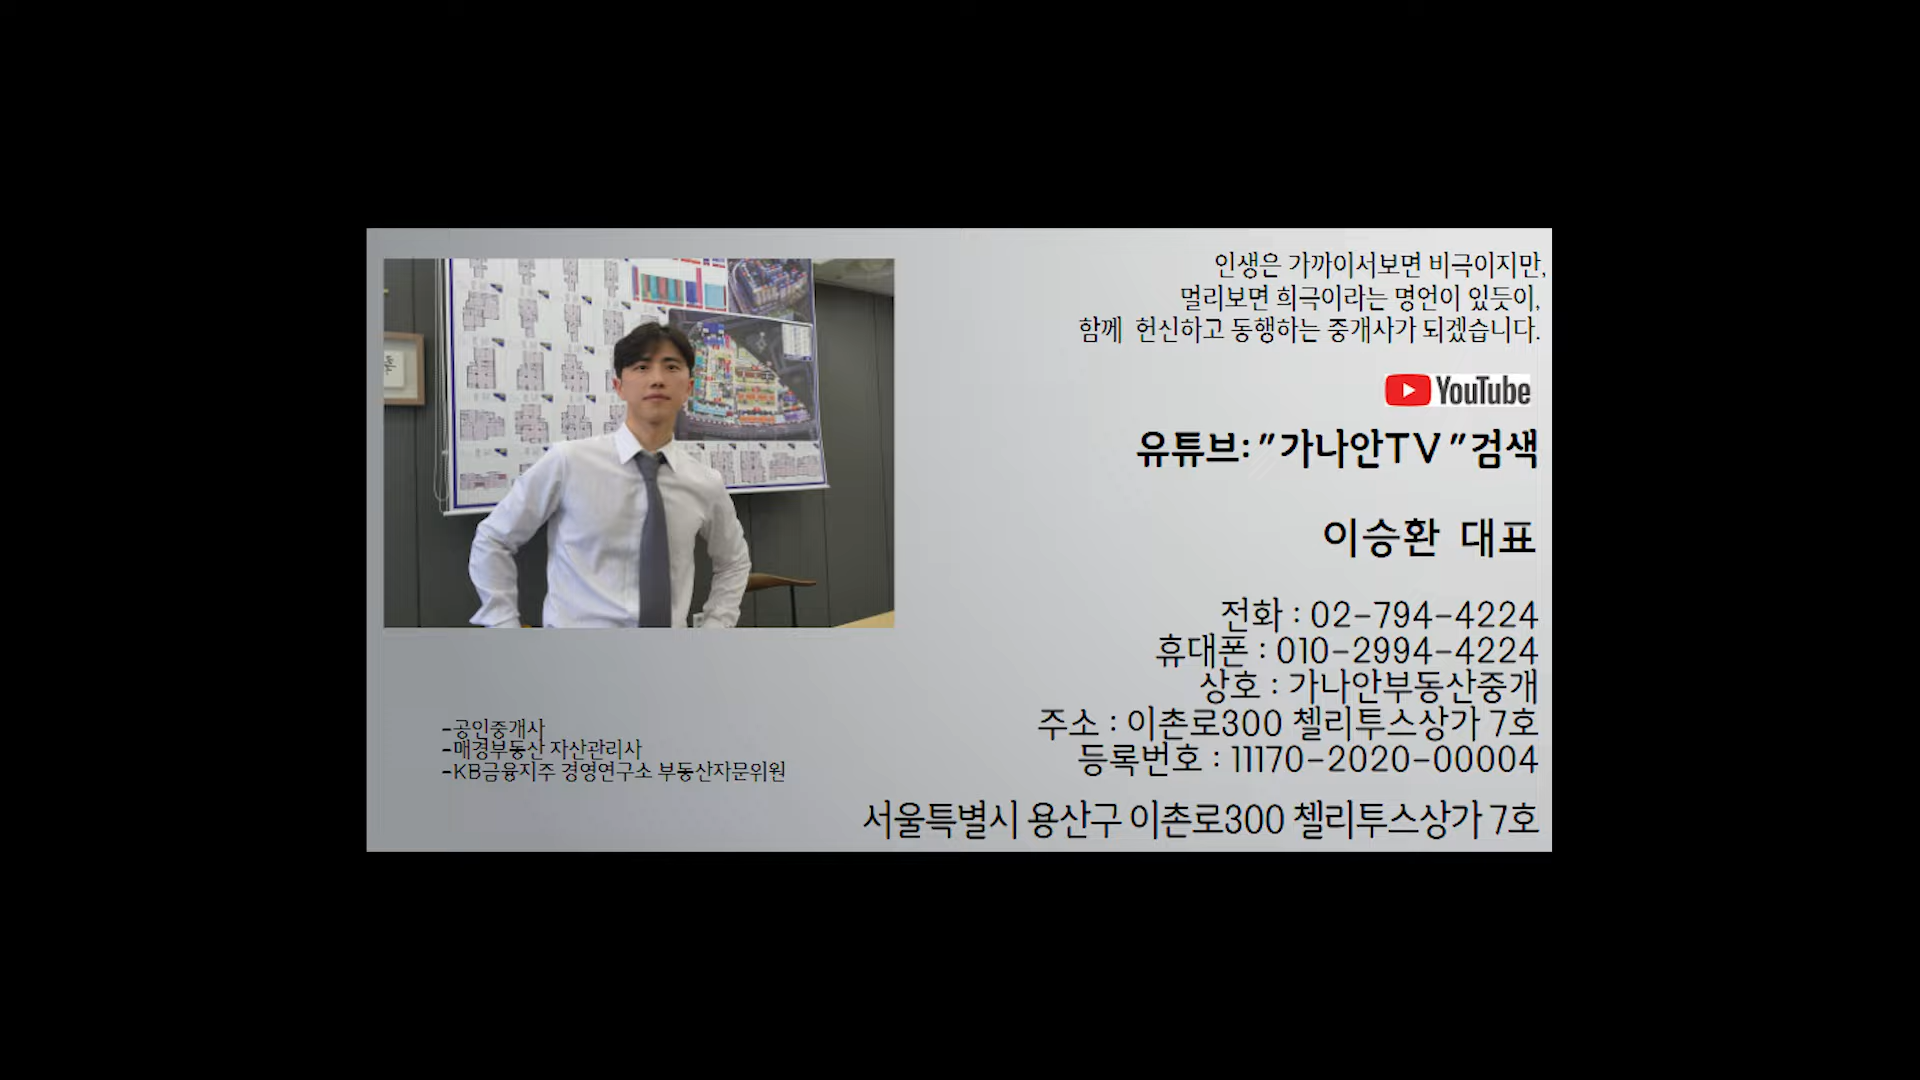 인생은 가까이서보면 비극이지만,
멀리보면 희극이라는 명언이 있듯이,
함께 헌신하고 동행하는 중개사가 되겠습니다.
YouTube
유튜브:"가나안TV"검색
이승환 대표
전화 : 02-794-4224
휴대폰 : 010-2994-4224
상호 : 가나안부동산중개
주소 : 이촌로300 첼리투스상가 7호
등록번호 : 11170-2020-00004
서울특별시 용산구 이촌로300 첼리투스상가 7호
-공인중개사
-매경부동산 자산관리사
-KB금융지주 경영연구소 부동산자문위원